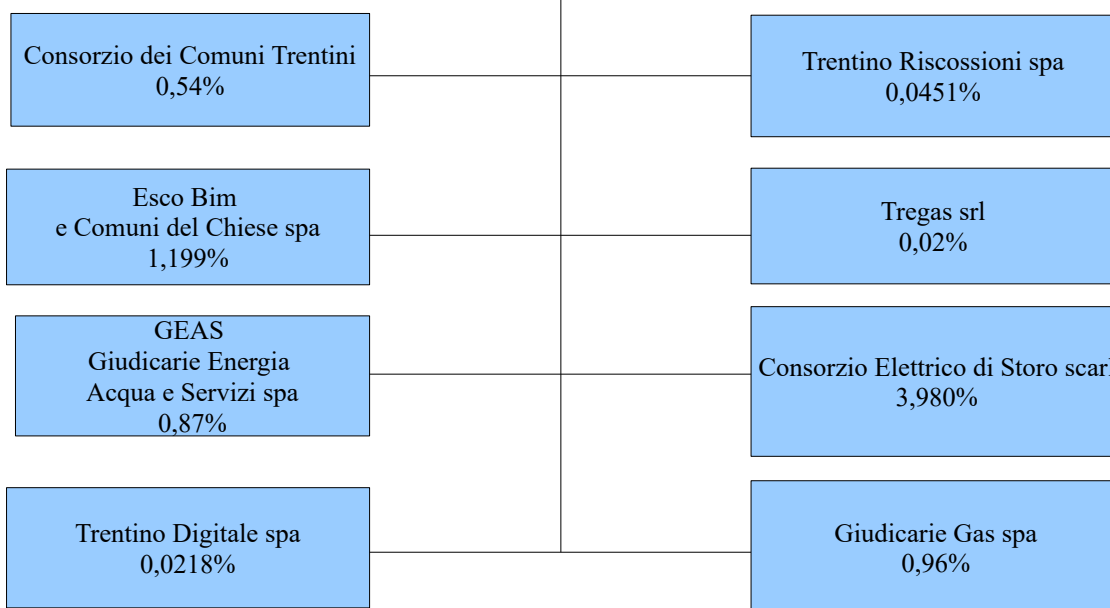 Consorzio dei Comuni Trentini
0,54%
Trentino Riscossioni spa
0,0451%
Esco Bim
e Comuni del Chiese spa
1,199%
Tregas srl
0,02%
GEAS
Giudicarie Energia
Acqua e Servizi spa
0,87%
Consorzio Elettrico di Storo scarl
3,980%
Trentino Digitale spa
0,0218%
Giudicarie Gas spa
0,96%